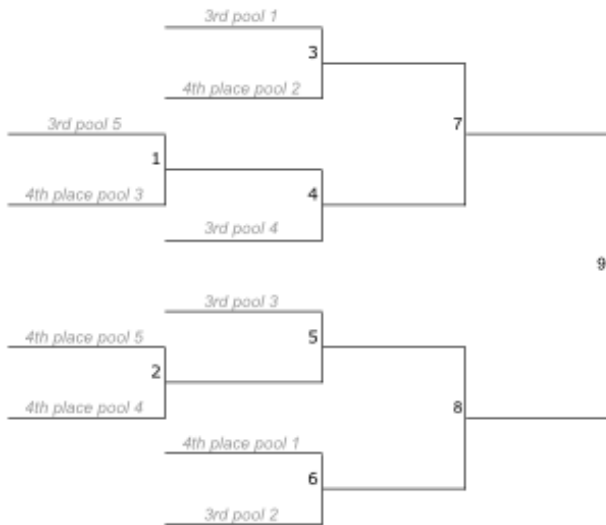 3rd pool 1
3
4th place pool 2
3rd pool 5
7
1
4th place pool 3
4
3rd pool 4
9
3rd pool 3
4th place pool 5
5
2
4th place pool 4
8
4th place pool 1
6
3rd pool 2